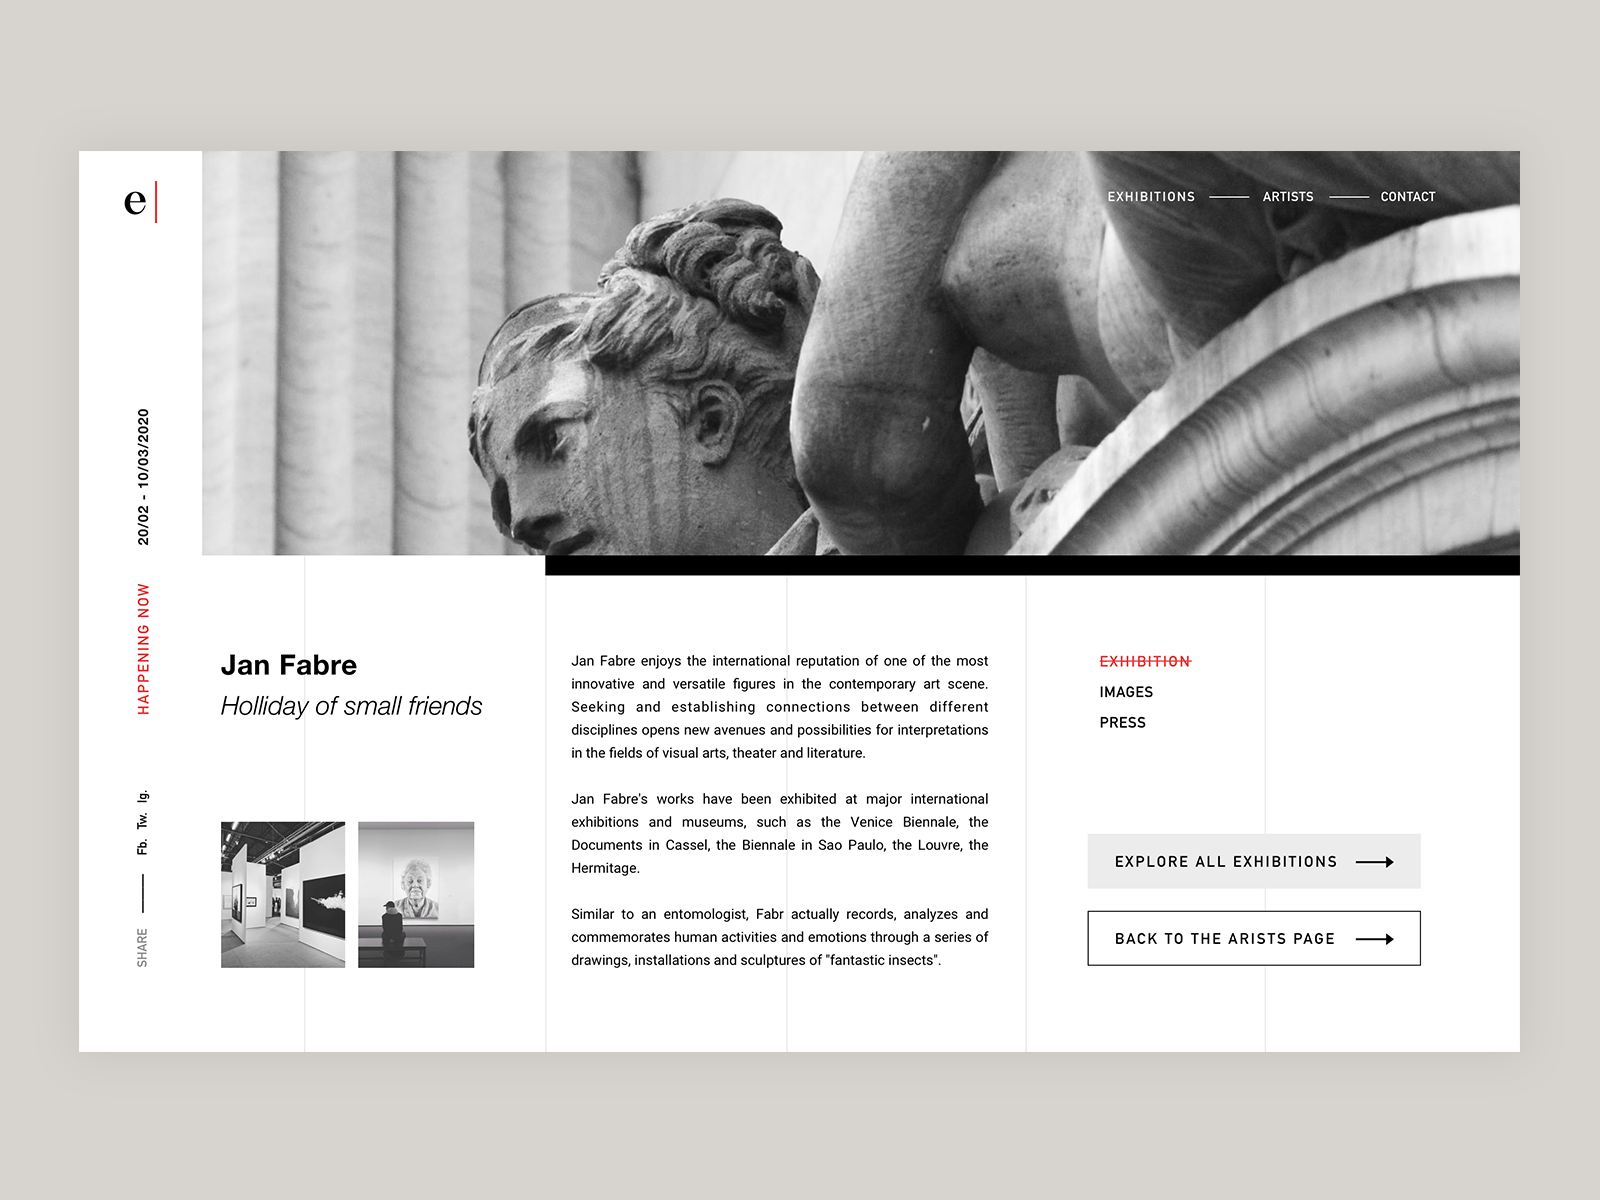 e
EXHIBITIONS ARTISTS CONTACT
20/02 - 10/03/2020
HAPPENING NOW
Fb. Tw. Ig.
SHARE
Jan Fabre
Holliday of small friends
Jan Fabre enjoys the international reputation of one of the most
innovative and versatile figures in the contemporary art scene.
Seeking and establishing connections between different
disciplines opens new avenues and possibilities for interpretations
in the fields of visual arts, theater and literature.
Jan Fabre's works have been exhibited at major international
exhibitions and museums, such as the Venice Biennale, the
Documents in Cassel, the Biennale in Sao Paulo, the Louvre, the
Hermitage.
Similar to an entomologist, Fabr actually records, analyzes and
commemorates human activities and emotions through a series of
drawings, installations and sculptures of "fantastic insects".
EXHIBITION
IMAGES
PRESS
EXPLORE ALL EXHIBITIONS
BACK TO THE ARISTS PAGE